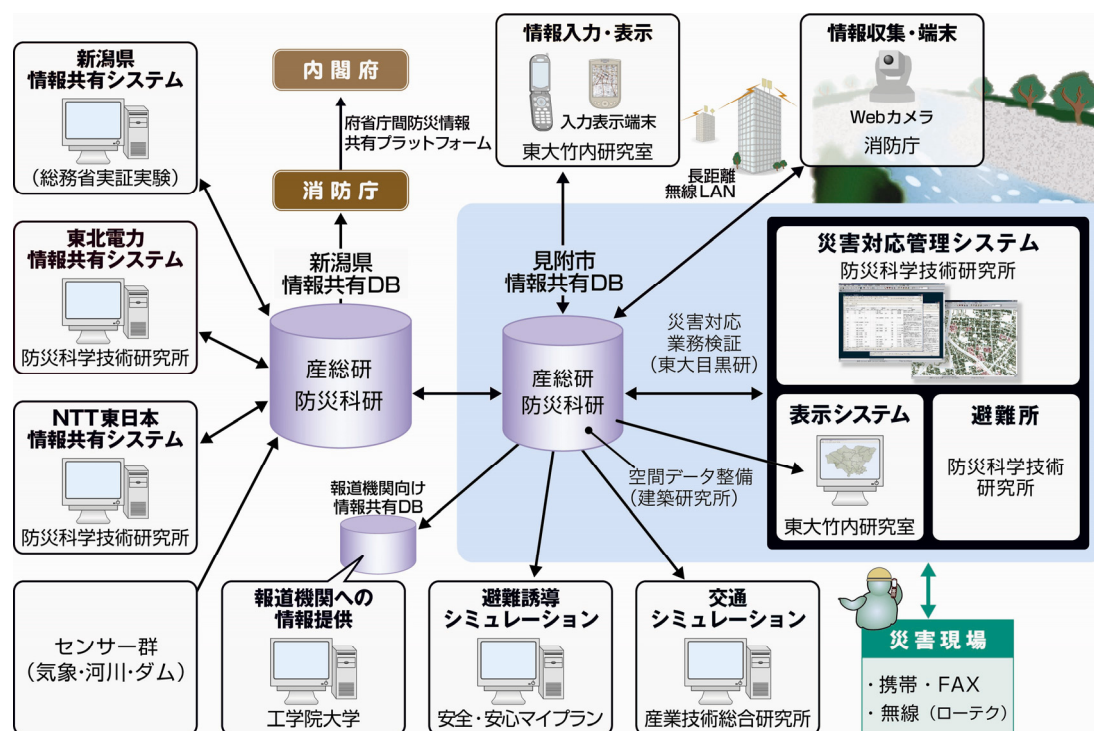 新潟県
情報共有システム
(総務省実証実験)
内閣府
府省庁間防災情報
共有プラットフォーム
消防庁
情報入力・表示
入力表示端末
東大竹内研究室
長距離
無線LAN
情報収集・端末
Webカメラ
消防庁
東北電力
情報共有システム
防災科学技術研究所
NTT東日本
情報共有システム
防災科学技術研究所
センサー群
(気象・河川・ダム)
新潟県
情報共有DB
産総研
防災科研
見附市
情報共有DB
産総研
防災科研
災害対応
業務検証
(東大目黒研)
空間データ整備
(建築研究所)
災害対応管理システム
防災科学技術研究所
表示システム
東大竹内研究室
避難所
防災科学技術
研究所
報道機関向け
情報共有DB
報道機関への
情報提供
工学院大学
避難誘導
シミュレーション
安全・安心マイプラン
交通
シミュレーション
産業技術総合研究所
災害現場
・携帯・FAX
・無線(ローテク)